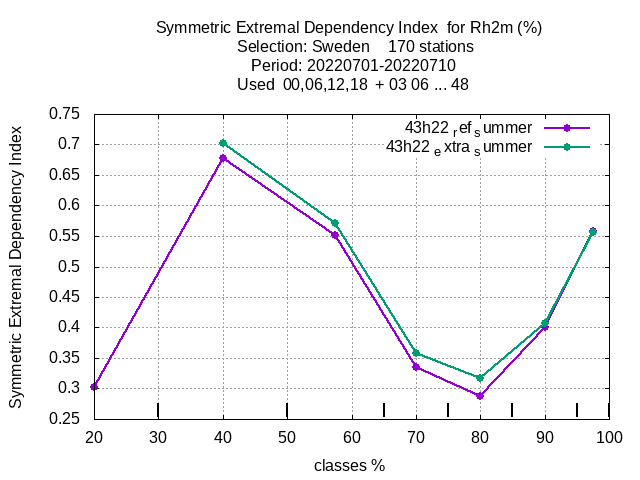 Symmetric Extremal Dependency Index  for Rh2m (%)
Selection: Sweden    170 stations
Period: 20220701-20220710
Used  00,06,12,18  + 03 06 ... 48
43h22 ref summer
43h22 extra summer
Symmetric Extremal Dependency Index
0.75
0.7
0.65
0.6
0.55
0.5
0.45
0.4
0.35
0.3
0.25
20 30 40 50 60 70 80 90 100
classes %